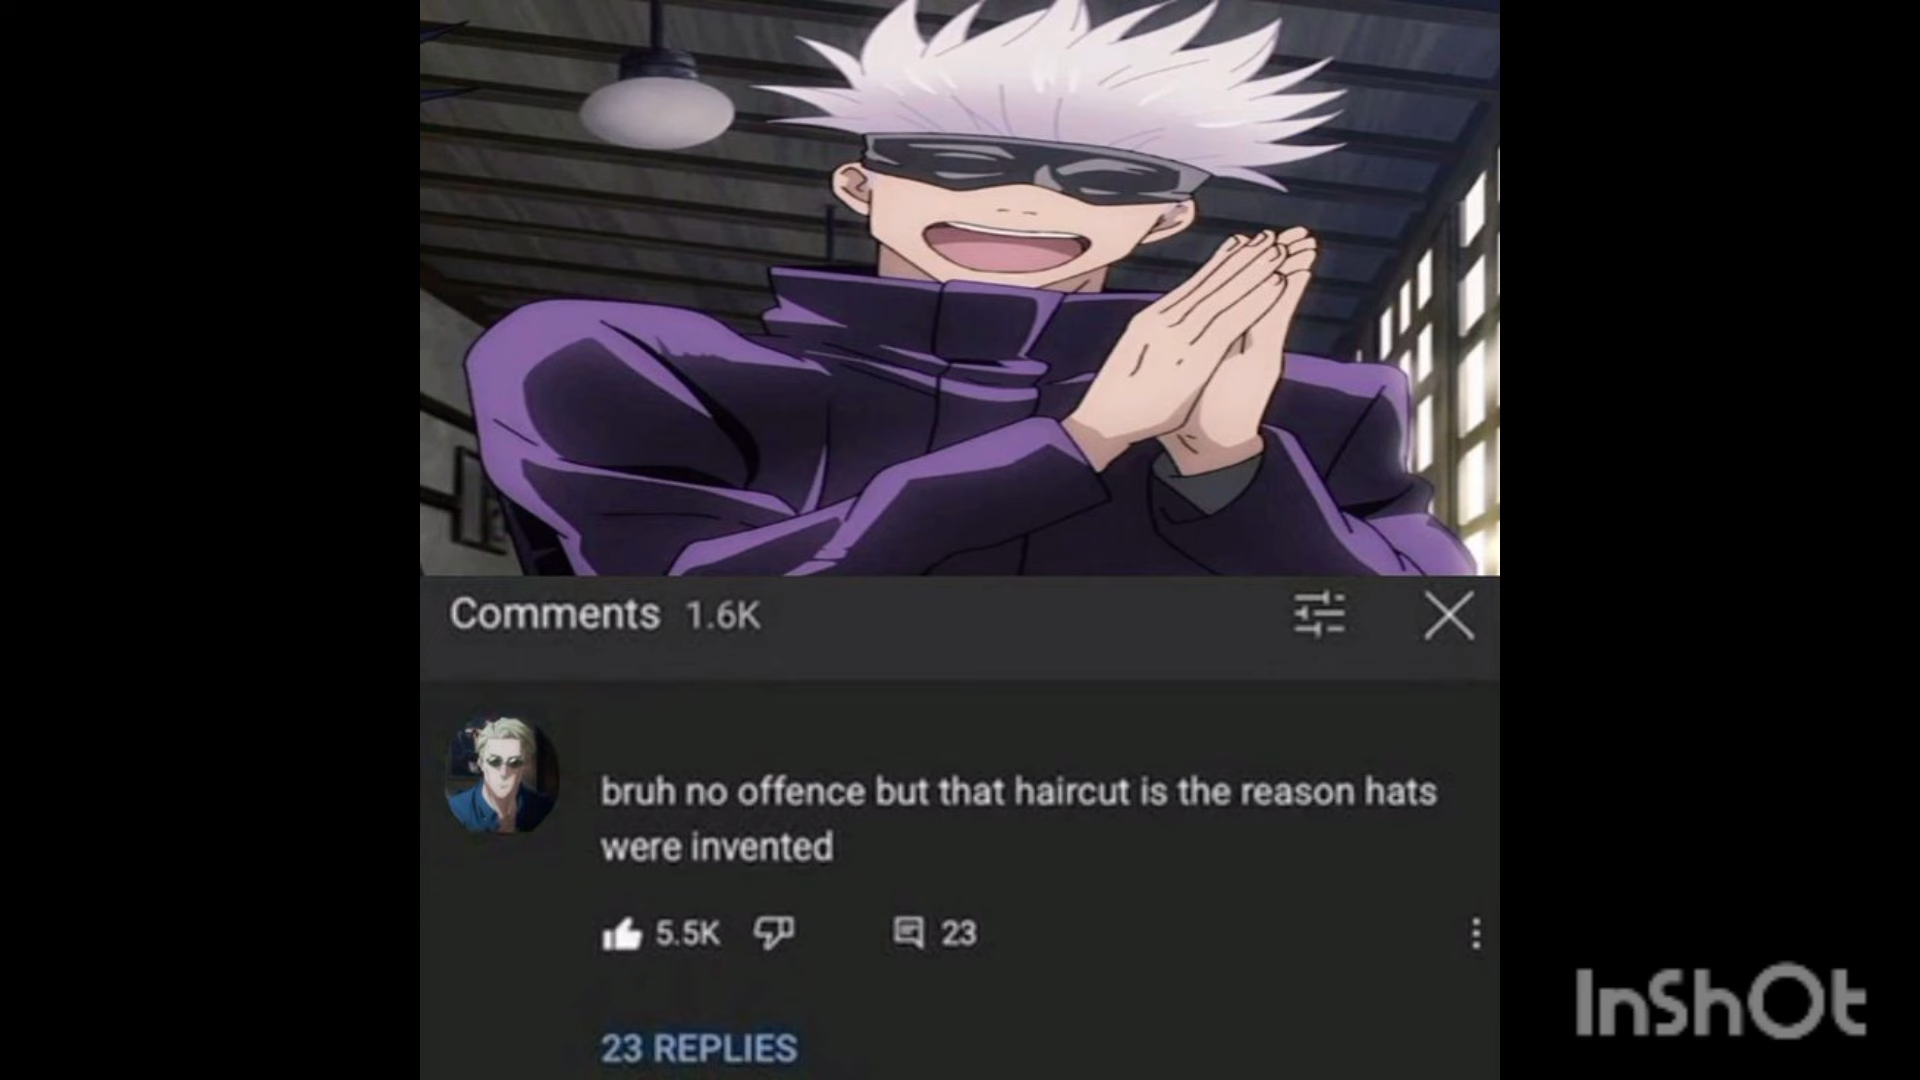 Comments 1.6K
bruh no offence but that haircut is the reason hats
were invented
5.5K 23
23 REPLIES
InShOt